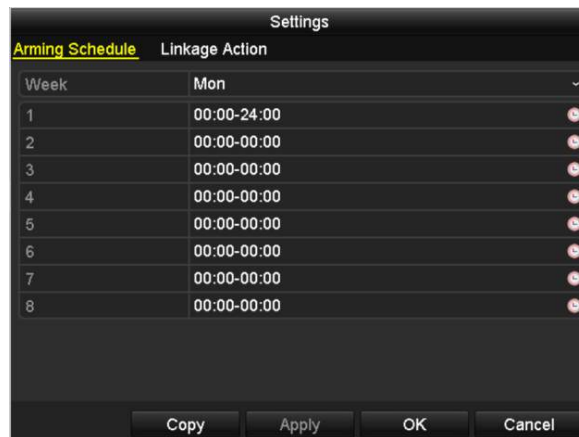 Settings
Arming Schedule Linkage Action
Week Mon
1 00:00-24:00
2 00:00-00:00
3 00:00-00:00
4 00:00-00:00
5 00:00-00:00
6 00:00-00:00
7 00:00-00:00
8 00:00-00:00
Copy Apply OK Cancel